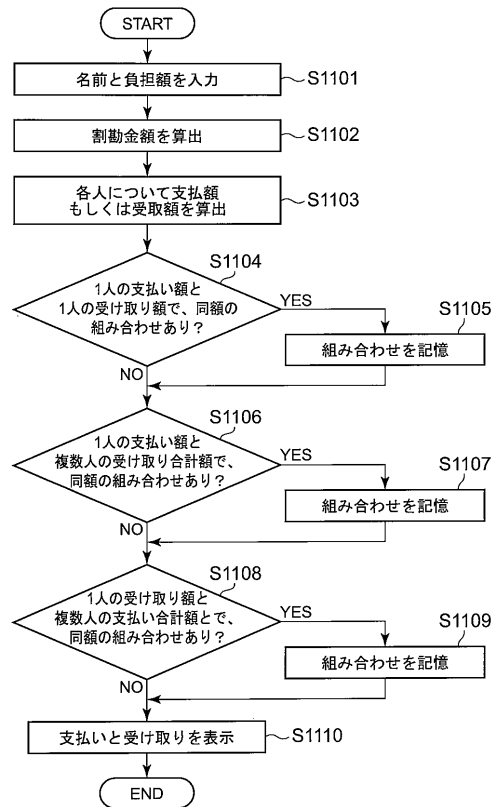 START
名前と負担額を入力
S1101
割勘金額を算出
S1102
各人について支払額
もしくは受取額を算出
S1103
S1104
1人の支払い額と
1人の受け取り額で、同額の
組み合わせあり？
YES
S1105
組み合わせを記憶
NO
S1106
1人の支払い額と
複数人の受け取り合計額で、
同額の組み合わせあり？
YES
S1107
組み合わせを記憶
NO
S1108
1人の受け取り額と
複数人の支払い合計額とで、
同額の組み合わせあり？
YES
S1109
組み合わせを記憶
NO
支払いと受け取りを表示
S1110
END